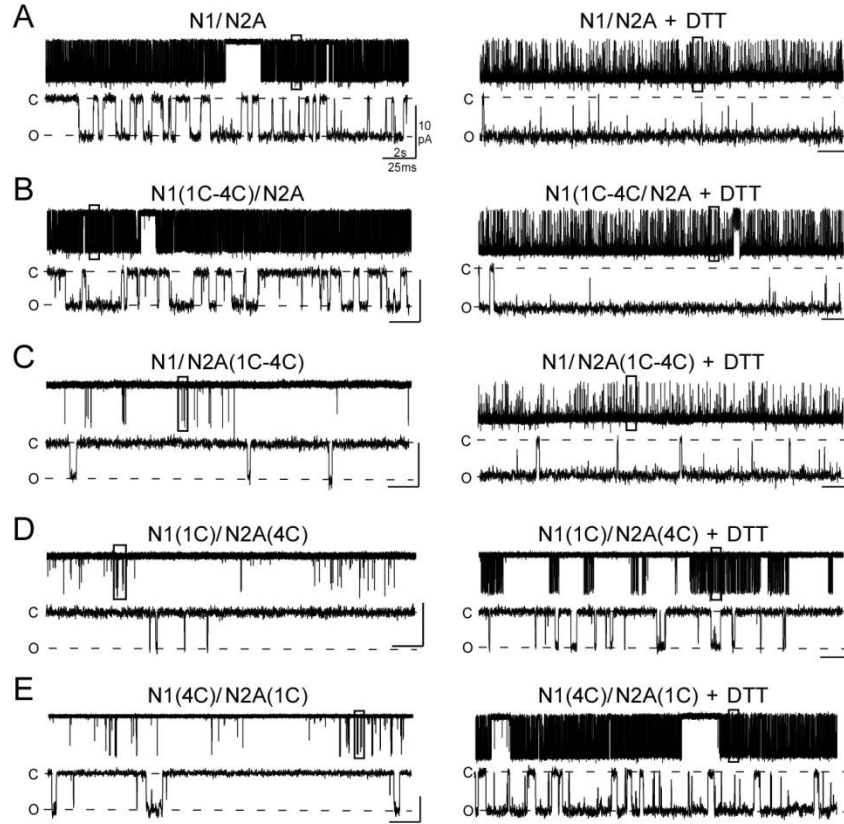 A
N1/N2A
N1/N2A + DTT
C
O
10
pA
2s
25ms
C
O
B
N1(1C-4C)/N2A
N1(1C-4C/N2A + DTT
C
O
C
O
C
N1/N2A(1C-4C)
N1/N2A(1C-4C) + DTT
C
O
C
O
D
N1(1C)/N2A(4C)
N1(1C)/N2A(4C) + DTT
C
O
C
O
E
N1(4C)/N2A(1C)
N1(4C)/N2A(1C) + DTT
C
O
C
O